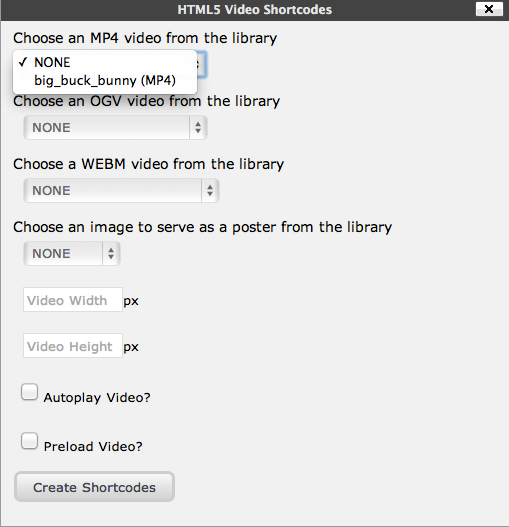 HTML5 Video Shortcodes
Choose an MP4 video from the library
✓ NONE
big_buck_bunny (MP4)
Choose an OGV video from the library
NONE
Choose a WEBM video from the library
NONE
Choose an image to serve as a poster from the library
NONE
Video Width px
Video Height px
Autoplay Video?
Preload Video?
Create Shortcodes